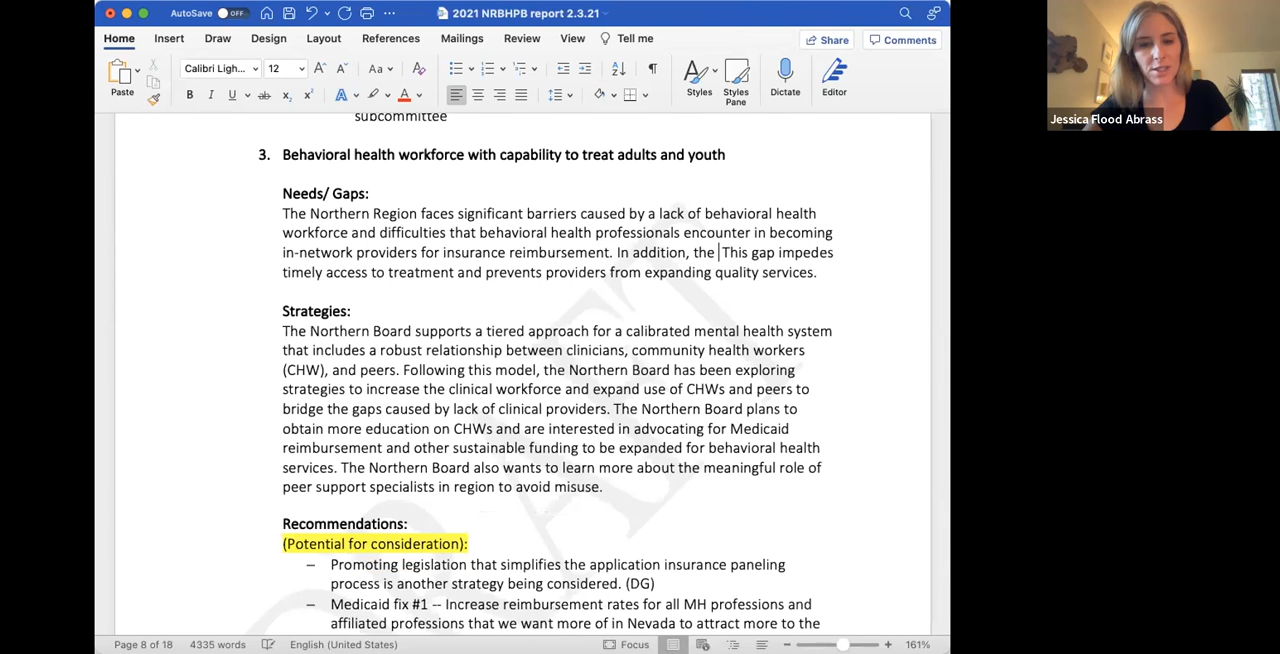 AutoSave OFF
2021 NRBHPB report 2.3.21
Home Insert Draw Design Layout References Mailings Review View Tell me Share Comments
Paste
Calibri Ligh... 12
Aa
B I U ab x₂ x²
A A
Styles
Styles Pane
Dictate
Editor
subcommittee
3. Behavioral health workforce with capability to treat adults and youth
Needs/ Gaps:
The Northern Region faces significant barriers caused by a lack of behavioral health
workforce and difficulties that behavioral health professionals encounter in becoming
in-network providers for insurance reimbursement. In addition, the This gap impedes
timely access to treatment and prevents providers from expanding quality services.
Strategies:
The Northern Board supports a tiered approach for a calibrated mental health system
that includes a robust relationship between clinicians, community health workers
(CHW), and peers. Following this model, the Northern Board has been exploring
strategies to increase the clinical workforce and expand use of CHWs and peers to
bridge the gaps caused by lack of clinical providers. The Northern Board plans to
obtain more education on CHWs and are interested in advocating for Medicaid
reimbursement and other sustainable funding to be expanded for behavioral health
services. The Northern Board also wants to learn more about the meaningful role of
peer support specialists in region to avoid misuse.
Recommendations:
(Potential for consideration):
– Promoting legislation that simplifies the application insurance paneling
process is another strategy being considered. (DG)
– Medicaid fix #1 -- Increase reimbursement rates for all MH professions and
affiliated professions that we want more of in Nevada to attract more to the
DRAFT
Page 8 of 18 4335 words English (United States) Focus 161%
Jessica Flood Abrass